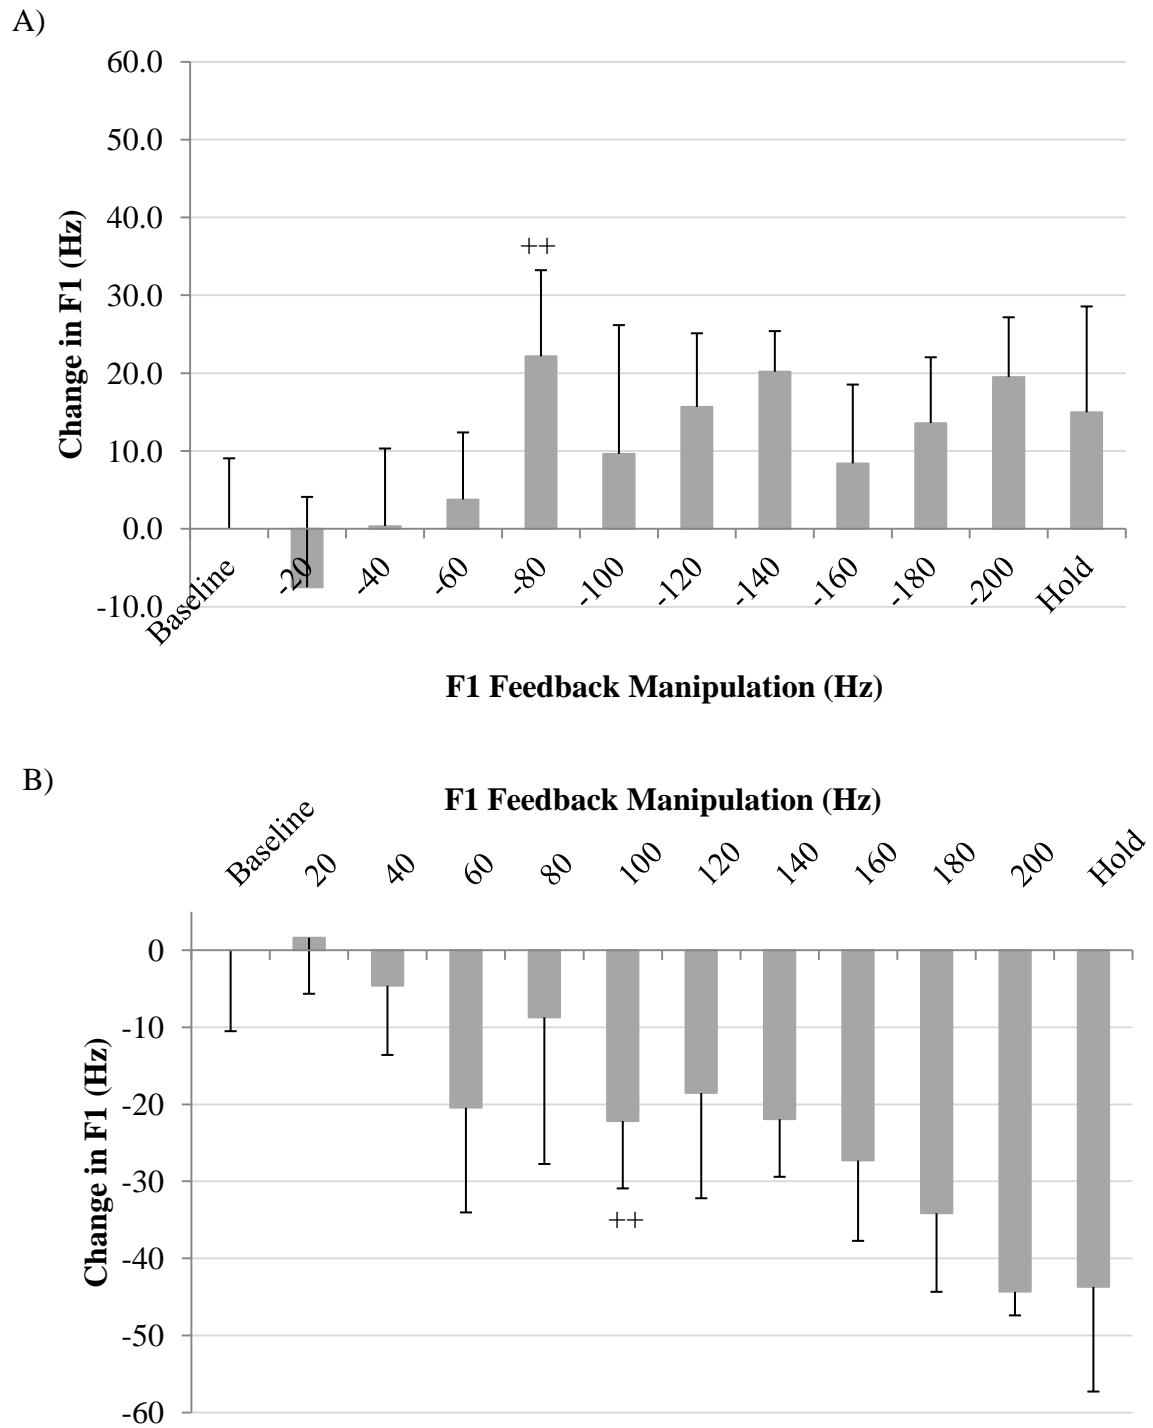 A)
60.0
50.0
40.0
30.0
20.0
10.0
0.0
-10.0
Change in F1 (Hz)
++
Baseline -20 -40 -60 -80 -100 -120 -140 -160 -180 -200 Hold
F1 Feedback Manipulation (Hz)
B)
F1 Feedback Manipulation (Hz)
Baseline 20 40 60 80 100 120 140 160 180 200 Hold
0
-10
-20
-30
-40
-50
-60
Change in F1 (Hz)
++